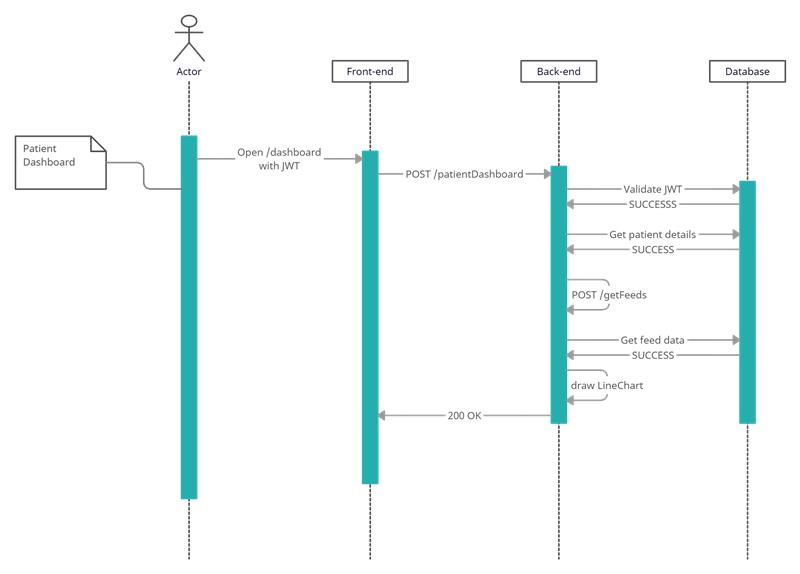 Actor
Front-end
Back-end
Database
Patient
Dashboard
Open /dashboard
with JWT
POST /patientDashboard
Validate JWT
SUCCESSS
Get patient details
SUCCESS
POST /getFeeds
Get feed data
SUCCESS
draw LineChart
200 OK